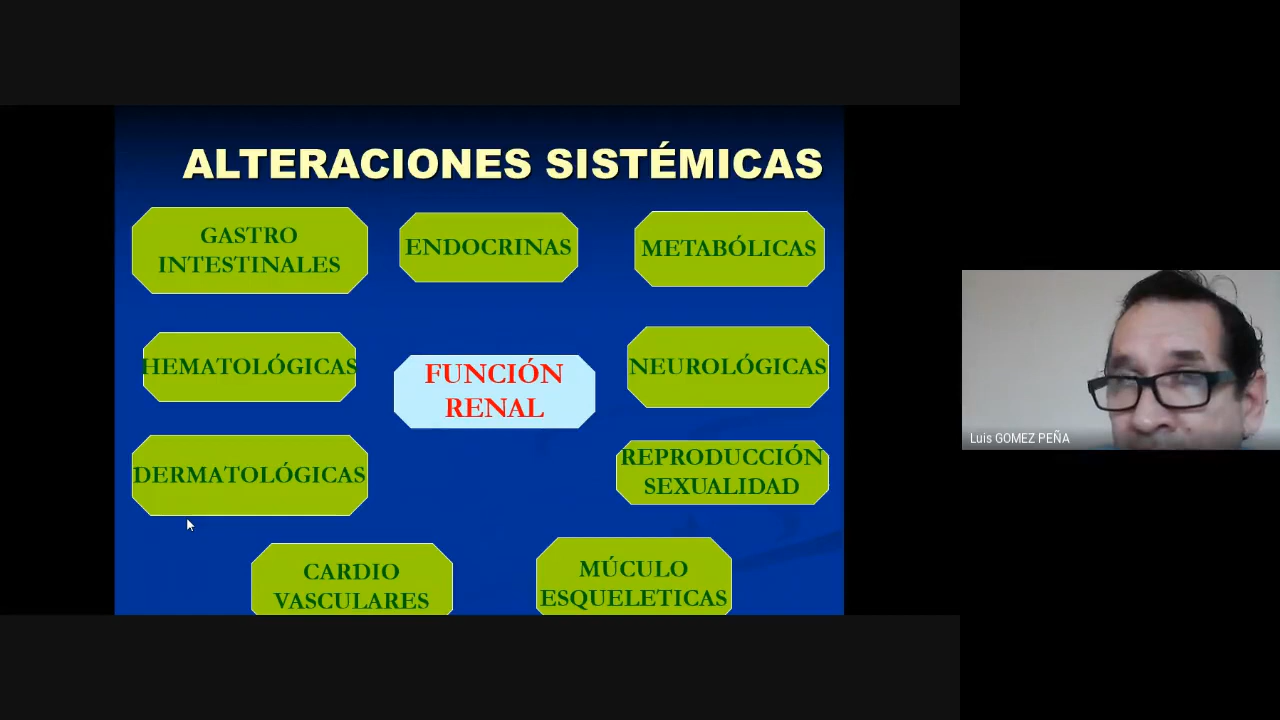 ALTERACIONES SISTÉMICAS
GASTRO
INTESTINALES
ENDOCRINAS
METABÓLICAS
HEMATOLÓGICAS
FUNCIÓN
RENAL
NEUROLÓGICAS
DERMATOLÓGICAS
REPRODUCCIÓN
SEXUALIDAD
CARDIO
VASCULARES
MÚCULO
ESQUELETICAS
Luis GOMEZ PEÑA